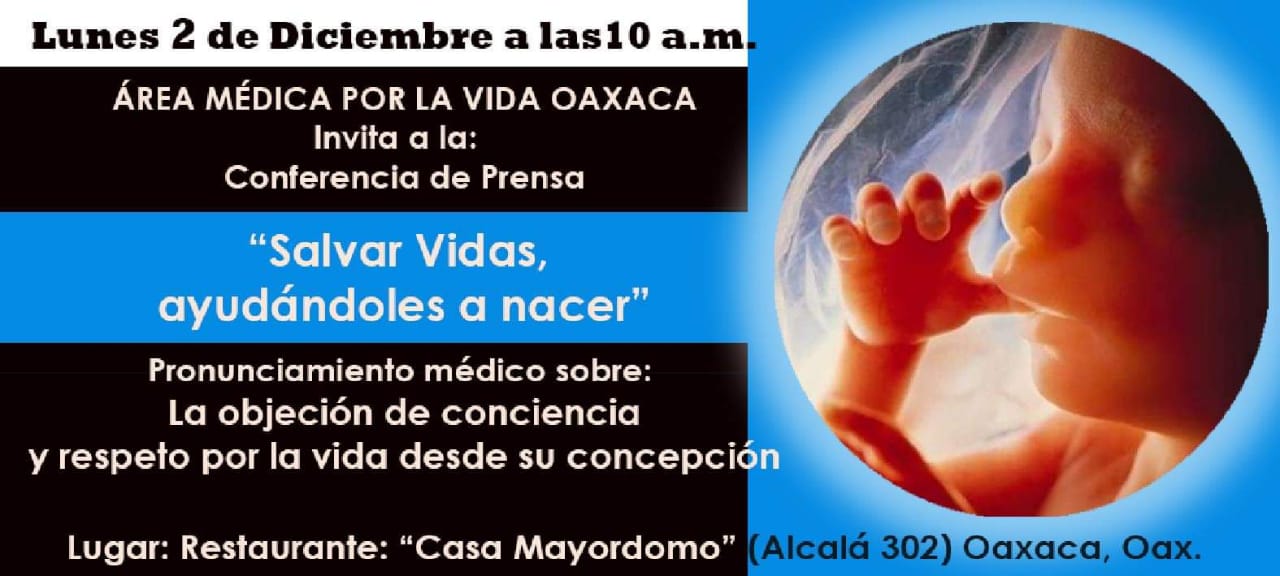 Lunes 2 de Diciembre a las10 a.m.
ÁREA MÉDICA POR LA VIDA OAXACA
Invita a la:
Conferencia de Prensa
“Salvar Vidas,
ayudándoles a nacer”
Pronunciamiento médico sobre:
La objeción de conciencia
y respeto por la vida desde su concepción
Lugar: Restaurante: “Casa Mayordomo” (Alcalá 302) Oaxaca, Oax.